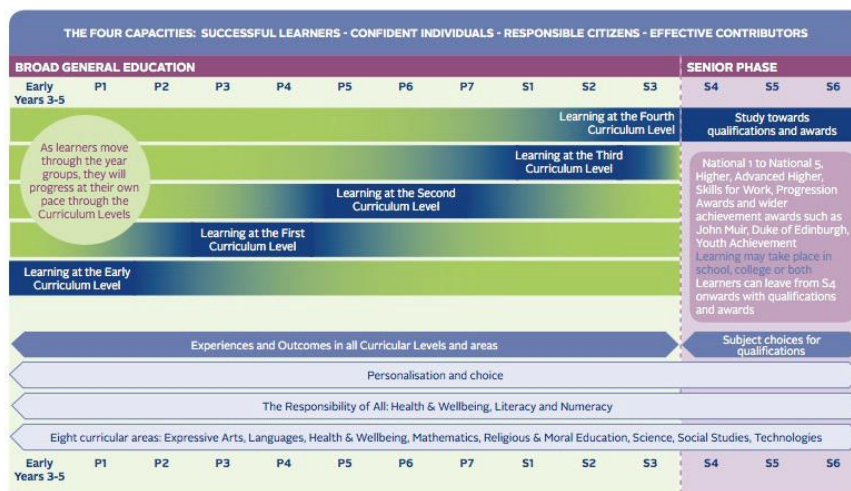 THE FOUR CAPACITIES: SUCCESSFUL LEARNERS - CONFIDENT INDIVIDUALS - RESPONSIBLE CITIZENS - EFFECTIVE CONTRIBUTORS
BROAD GENERAL EDUCATION
SENIOR PHASE
Early Years 3-5 P1 P2 P3 P4 P5 P6 P7 S1 S2 S3 S4 S5 S6
Learning at the Fourth
Curriculum Level
Study towards
qualifications and awards
As learners move
through the year
groups, they will
progress at their own
pace through the
Curriculum Levels
Learning at the Third
Curriculum Level
Learning at the Second
Curriculum Level
Learning at the First
Curriculum Level
Learning at the Early
Curriculum Level
National 1 to National 5,
Higher, Advanced Higher,
Skills for Work, Progression
Awards and wider
achievement awards such as
John Muir, Duke of Edinburgh,
Youth Achievement
Learning may take place in
school, college or both
Learners can leave from S4
onwards with qualifications
and awards
Experiences and Outcomes in all Curricular Levels and areas
Subject choices for
qualifications
Personalisation and choice
The Responsibility of All: Health & Wellbeing, Literacy and Numeracy
Eight curricular areas: Expressive Arts, Languages, Health & Wellbeing, Mathematics, Religious & Moral Education, Science, Social Studies, Technologies
Early Years 3-5 P1 P2 P3 P4 P5 P6 P7 S1 S2 S3 S4 S5 S6